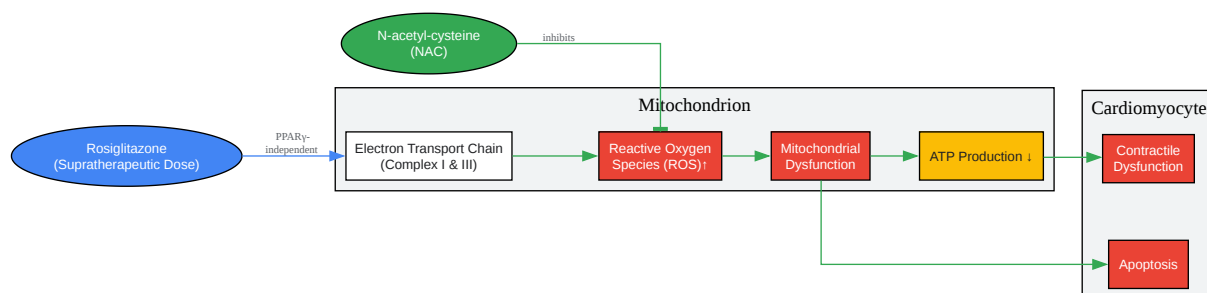 N-acetyl-cysteine
(NAC)
inhibits
Mitochondrion
Cardiomyocyte
Rosiglitazone
(Supratherapeutic Dose)
PPARγ-
independent
Electron Transport Chain
(Complex I & III)
Reactive Oxygen
Species (ROS)↑
Mitochondrial
Dysfunction
ATP Production ↓
Contractile
Dysfunction
Apoptosis